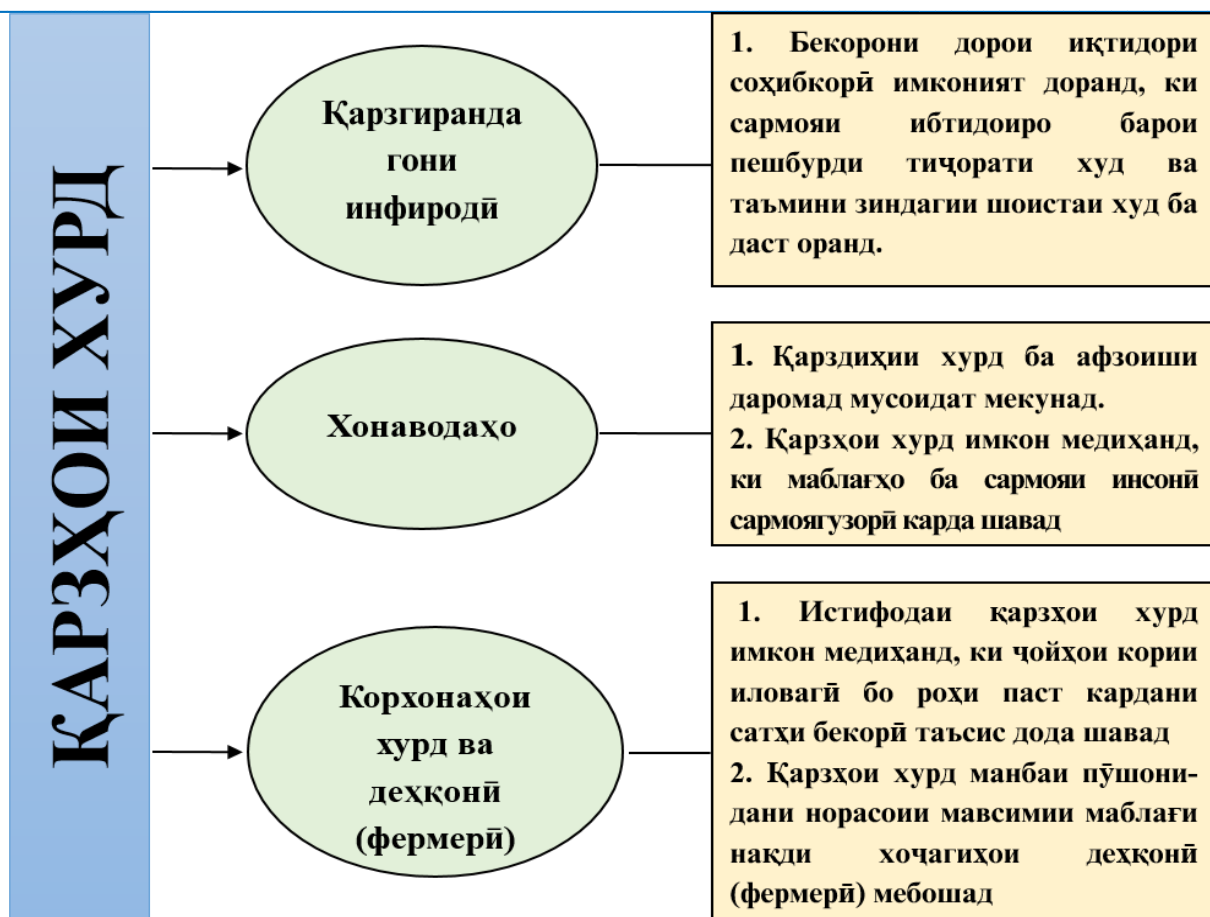 ҚАРЗҲОИ ХУРД
Қарзгиранда
гони
инфиродӣ
1. Бекорони дорои иқтидори
соҳибкорӣ имконият доранд, ки
сармояи ибтидоиро барои
пешбурди тиҷорати худ ва
таъмини зиндагии шоистаи худ ба
даст оранд.
Хонаводаҳо
1. Қарздиҳии хурд ба афзоиши
даромад мусоидат мекунад.
2. Қарзҳои хурд имкон медиҳанд,
ки маблағҳо ба сармояи инсонӣ
сармоягузорӣ карда шавад
Корхонаҳои
хурд ва
деҳқонӣ
(фермерӣ)
1. Истифодаи қарзҳои хурд
имкон медиҳанд, ки ҷойҳои кории
иловагӣ бо роҳи паст кардани
сатҳи бекорӣ таъсис дода шавад
2. Қарзҳои хурд манбаи пӯшони-
дани норасоии мавсимии маблағи
нақди хоҷагиҳои деҳқонӣ
(фермерӣ) мебошад